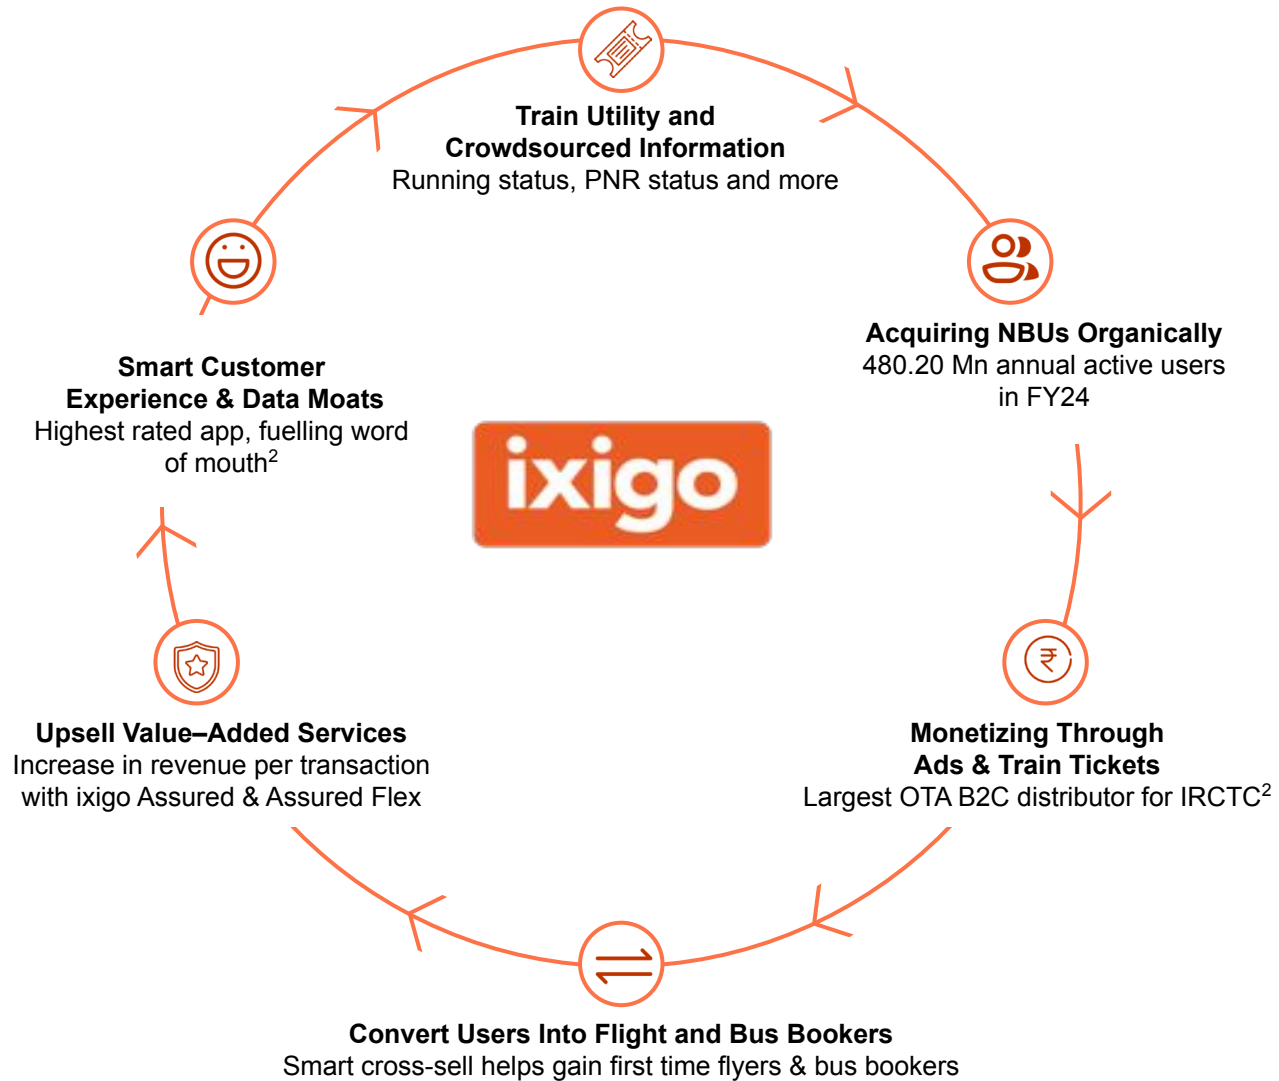 Train Utility and
Crowdsourced Information
Running status, PNR status and more
Acquiring NBUs Organically
480.20 Mn annual active users
in FY24
Smart Customer
Experience & Data Moats
Highest rated app, fuelling word
of mouth²
ixigo
₹
Monetizing Through
Ads & Train Tickets
Largest OTA B2C distributor for IRCTC²
Upsell Value–Added Services
Increase in revenue per transaction
with ixigo Assured & Assured Flex
Convert Users Into Flight and Bus Bookers
Smart cross-sell helps gain first time flyers & bus bookers